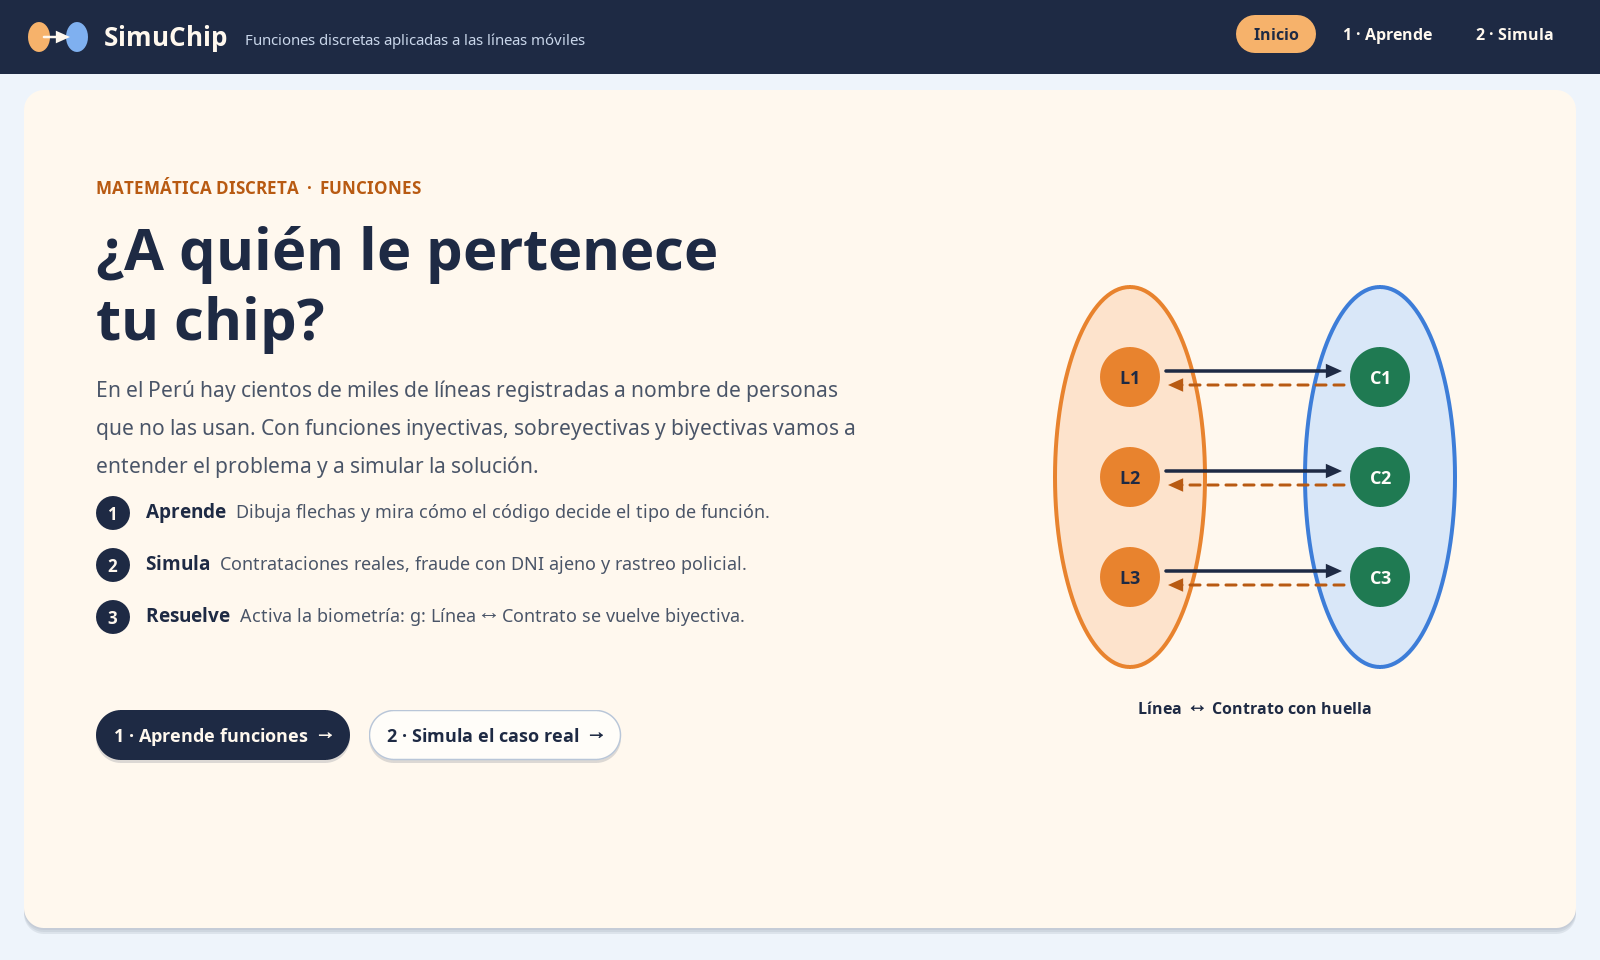 SimuChip Funciones discretas aplicadas a las líneas móviles
Inicio 1 · Aprende 2 · Simula
MATEMÁTICA DISCRETA · FUNCIONES
¿A quién le pertenece
tu chip?
En el Perú hay cientos de miles de líneas registradas a nombre de personas
que no las usan. Con funciones inyectivas, sobreyectivas y biyectivas vamos a
entender el problema y a simular la solución.
1 Aprende Dibuja flechas y mira cómo el código decide el tipo de función.
2 Simula Contrataciones reales, fraude con DNI ajeno y rastreo policial.
3 Resuelve Activa la biometría: g: Línea ↔ Contrato se vuelve biyectiva.
1 · Aprende funciones → 2 · Simula el caso real →
L1 C1
L2 C2
L3 C3
Línea ↔ Contrato con huella